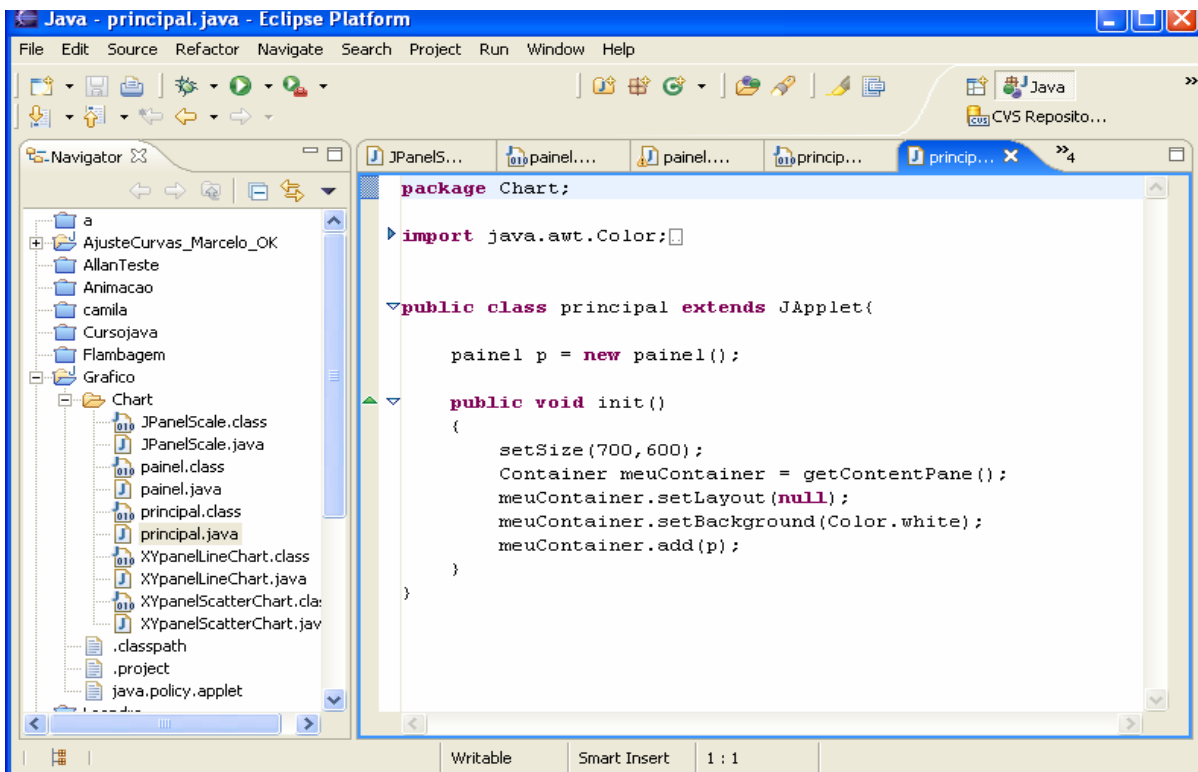 Java - principal.java - Eclipse Platform
File Edit Source Refactor Navigate Search Project Run Window Help
Java
CVS Reposito...
Navigator
JPanelS...
painel....
painel....
princip...
princip...
4
a
AjusteCurvas_Marcelo_OK
AllanTeste
Animacao
camila
Cursojava
Flambagem
Grafico
Chart
JPanelScale.class
JPanelScale.java
painel.class
painel.java
principal.class
principal.java
XYpanelLineChart.class
XYpanelLineChart.java
XYpanelScatterChart.cla
XYpanelScatterChart.jav
.classpath
.project
java.policy.applet
package Chart;
import java.awt.Color;
public class principal extends JApplet{
painel p = new painel();
public void init()
{
setSize(700,600);
Container meuContainer = getContentPane();
meuContainer.setLayout(null);
meuContainer.setBackground(Color.white);
meuContainer.add(p);
}
}
Writable
Smart Insert
1 : 1